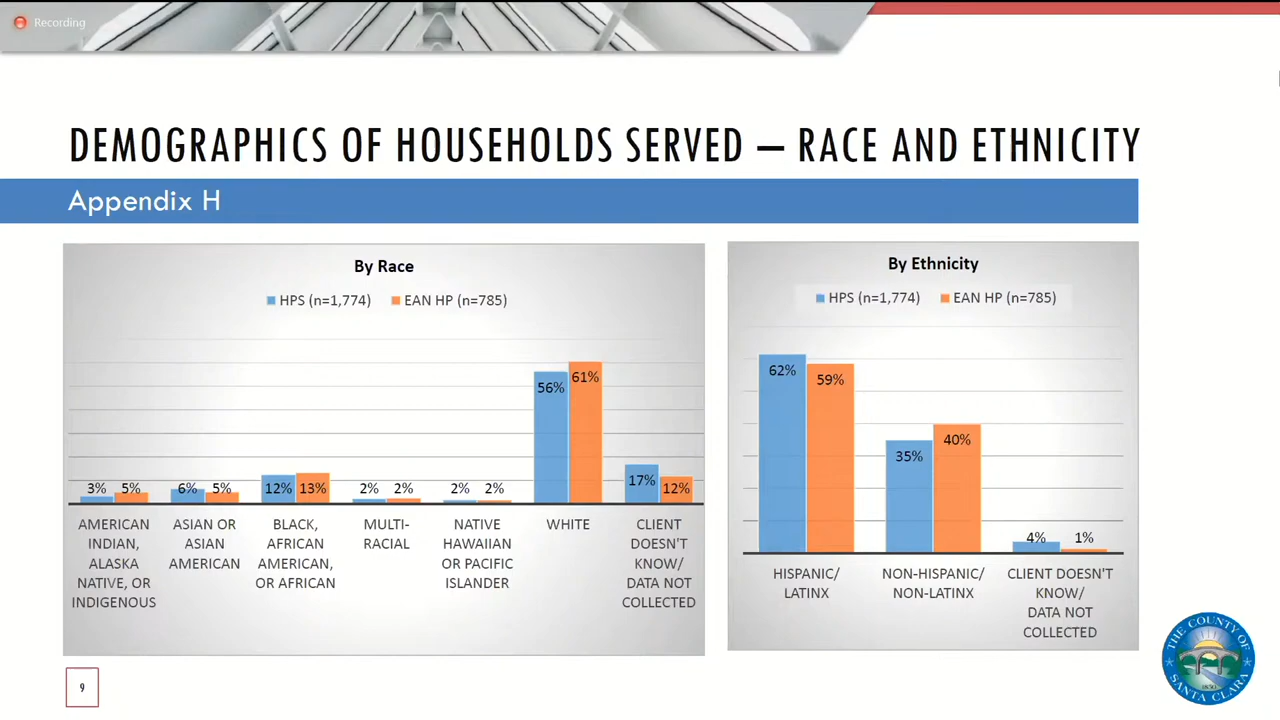 Recording
DEMOGRAPHICS OF HOUSEHOLDS SERVED – RACE AND ETHNICITY
Appendix H
By Race
HPS (n=1,774) EAN HP (n=785)
3% 5% 6% 5% 12% 13% 2% 2% 2% 2% 56% 61% 17% 12%
AMERICAN
INDIAN,
ALASKA
NATIVE, OR
INDIGENOUS
ASIAN OR
ASIAN
AMERICAN
BLACK,
AFRICAN
AMERICAN,
OR AFRICAN
MULTI-
RACIAL
NATIVE
HAWAIIAN
OR PACIFIC
ISLANDER
WHITE
CLIENT
DOESN'T
KNOW/
DATA NOT
COLLECTED
By Ethnicity
HPS (n=1,774) EAN HP (n=785)
62% 59% 35% 40% 4% 1%
HISPANIC/
LATINX
NON-HISPANIC/
NON-LATINX
CLIENT DOESN'T
KNOW/
DATA NOT
COLLECTED
9
THE COUNTY OF
SANTA CLARA
1850